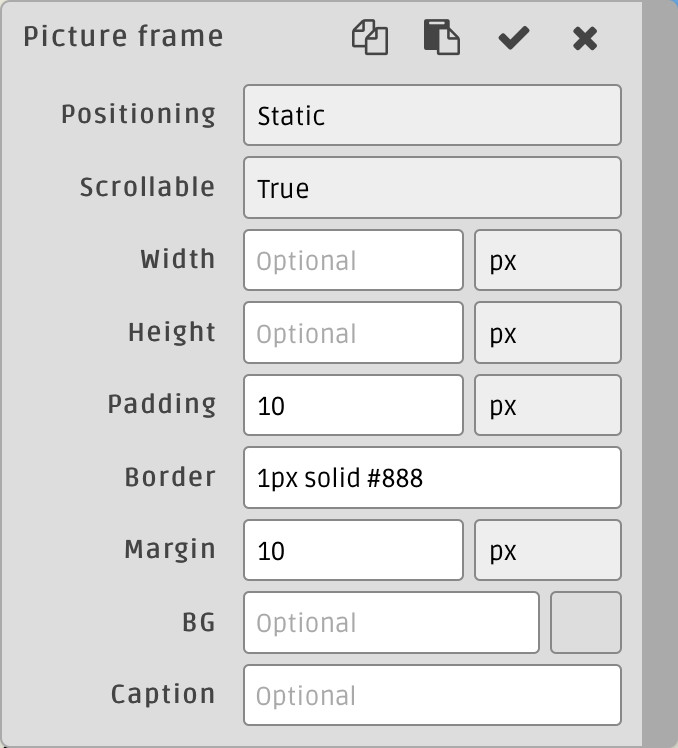 Picture frame
Positioning Static
Scrollable True
Width Optional px
Height Optional px
Padding 10 px
Border 1px solid #888
Margin 10 px
BG Optional
Caption Optional